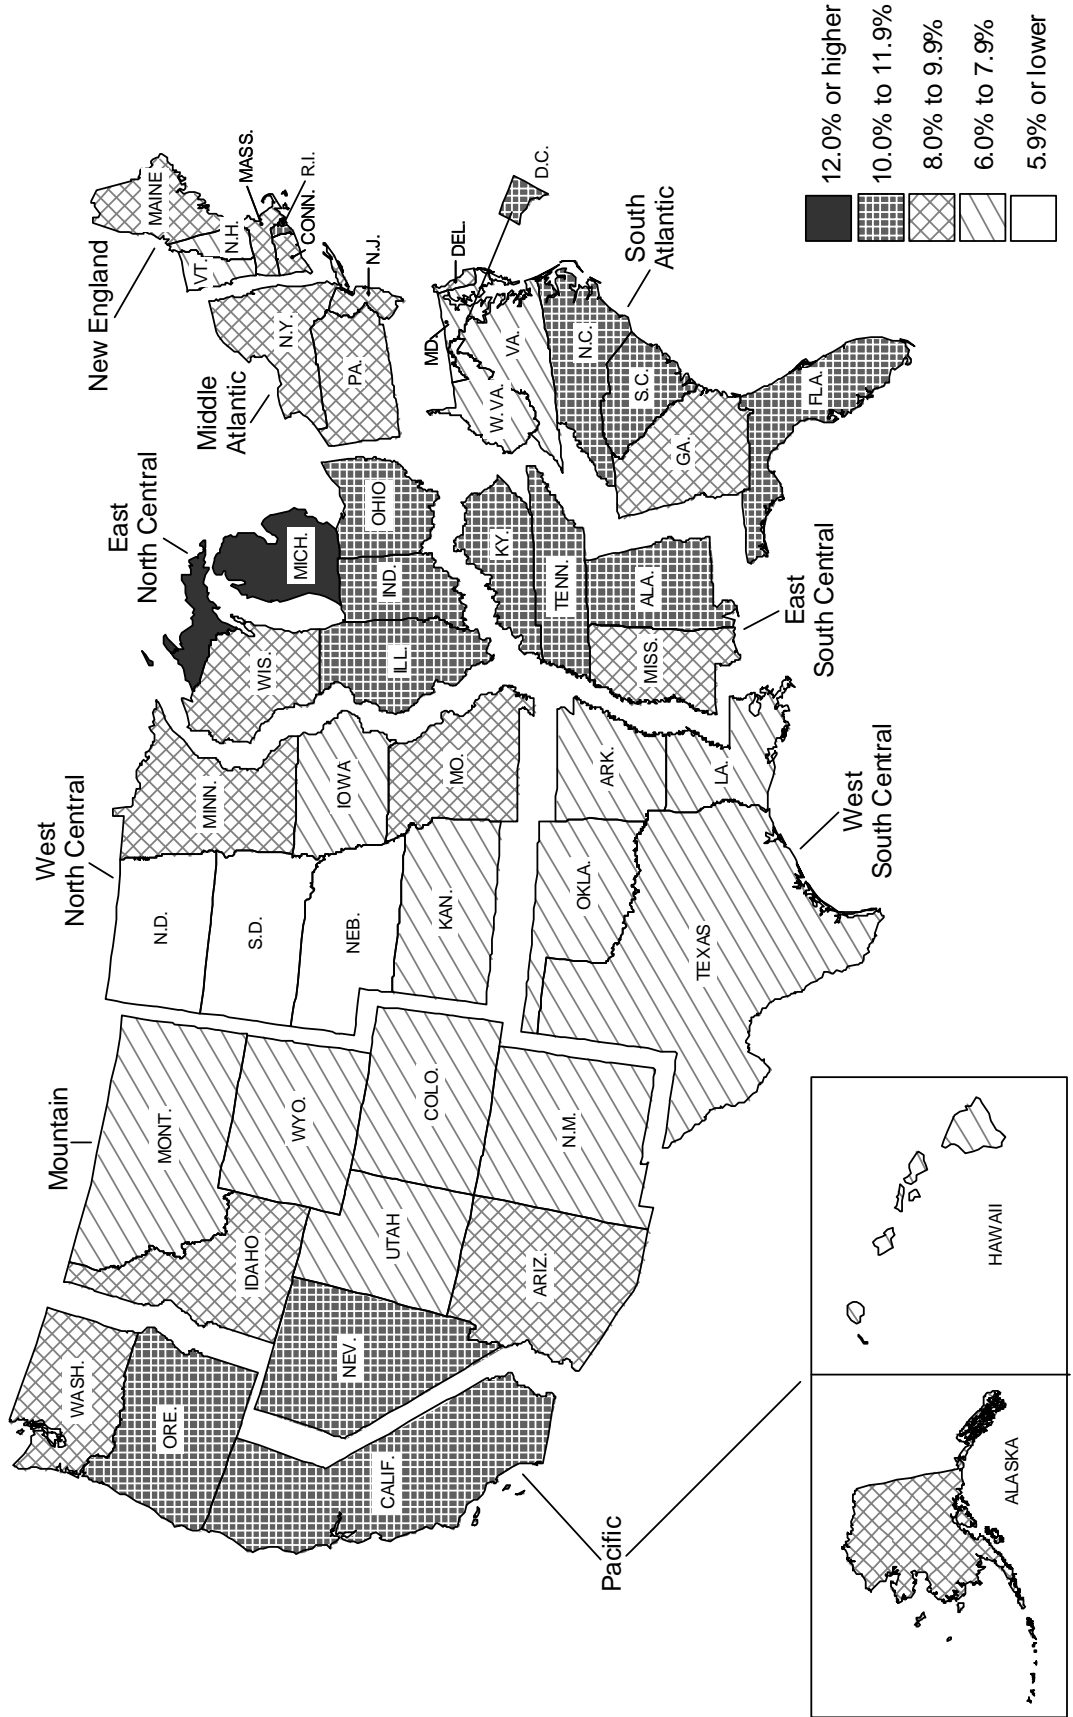 New England
MAINE
VT.
N.H.
MASS.
R.I.
CONN.
Middle
Atlantic
N.Y.
PA.
N.J.
East
North Central
WIS.
MICH.
ILL.
IND.
OHIO
West
North Central
N.D.
S.D.
NEB.
KAN.
MINN.
IOWA
MO.
South
Atlantic
DEL.
MD.
D.C.
W.VA.
VA.
N.C.
S.C.
GA.
FLA.
East
South Central
KY.
TENN.
ALA.
MISS.
West
South Central
OKLA.
ARK.
LA.
TEXAS
Mountain
MONT.
IDAHO
WYO.
NEV.
UTAH
COLO.
ARIZ.
N.M.
Pacific
WASH.
ORE.
CALIF.
ALASKA
HAWAII
12.0% or higher
10.0% to 11.9%
8.0% to 9.9%
6.0% to 7.9%
5.9% or lower